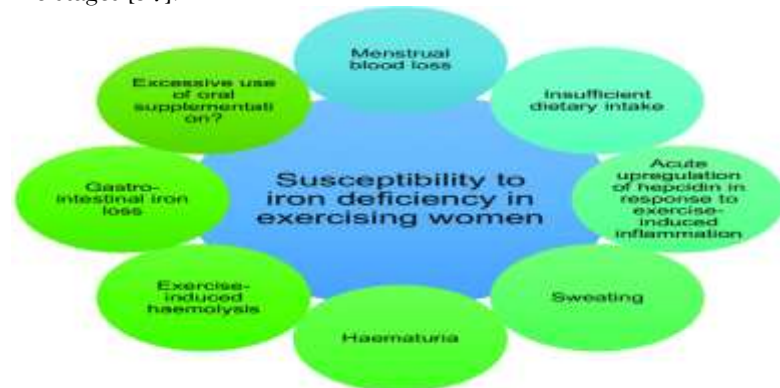 Menstrual
blood loss
Excessive use
of oral
supplementati
on?
Insufficient
dietary intake
Susceptibility to
iron deficiency in
exercising women
Gastro-
intestinal iron
loss
Acute
upregulation
of hepcidin in
response to
exercise-
induced
inflammation
Exercise-
induced
haemolysis
Sweating
Haematuria